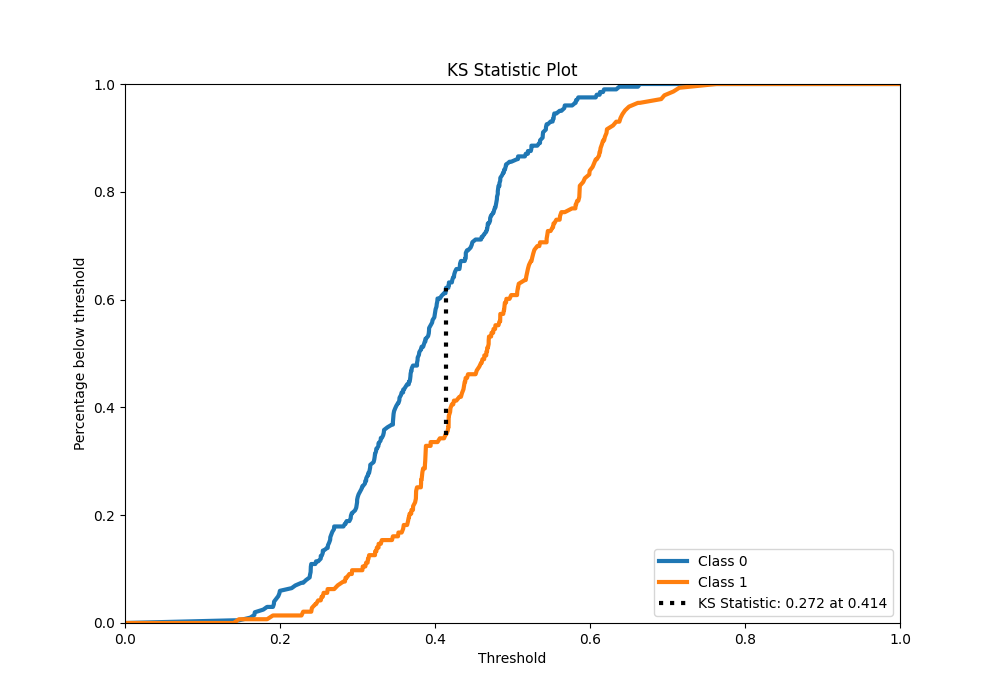 KS Statistic Plot
1.0
0.8
0.6
0.4
0.2
0.0
Percentage below threshold
0.0 0.2 0.4 0.6 0.8 1.0
Threshold
Class 0
Class 1
KS Statistic: 0.272 at 0.414